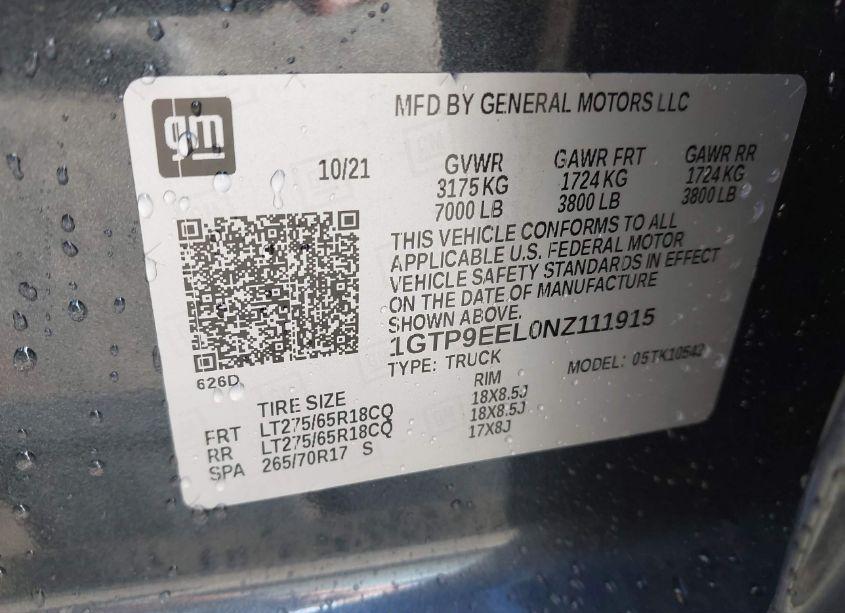 gm
MFD BY GENERAL MOTORS LLC
10/21
GVWR GAWR FRT GAWR RR
3175 KG 1724 KG 1724 KG
7000 LB 3800 LB 3800 LB
THIS VEHICLE CONFORMS TO ALL
APPLICABLE U.S. FEDERAL MOTOR
VEHICLE SAFETY STANDARDS IN EFFECT
ON THE DATE OF MANUFACTURE
SHOWN ABOVE.
1GTP9EEL0NZ111915
TYPE: TRUCK MODEL: 05TK10542
626D
TIRE SIZE RIM
FRT LT275/65R18CQ 18X8.5J
RR LT275/65R18CQ 18X8.5J
SPA 265/70R17 S 17X8J